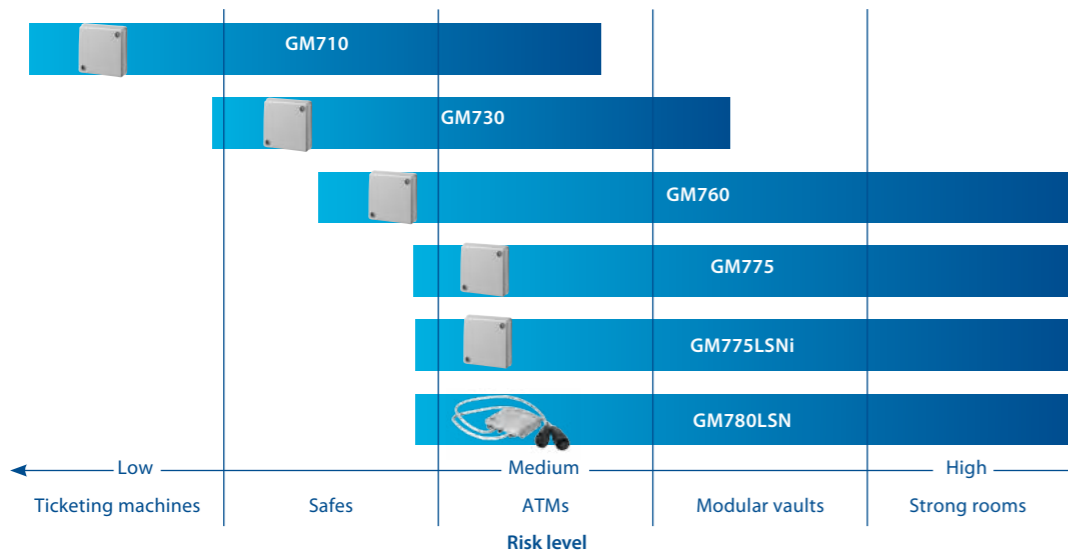 GM710
GM730
GM760
GM775
GM775LSNi
GM780LSN
Low Medium High
Ticketing machines Safes ATMs Modular vaults Strong rooms
Risk level